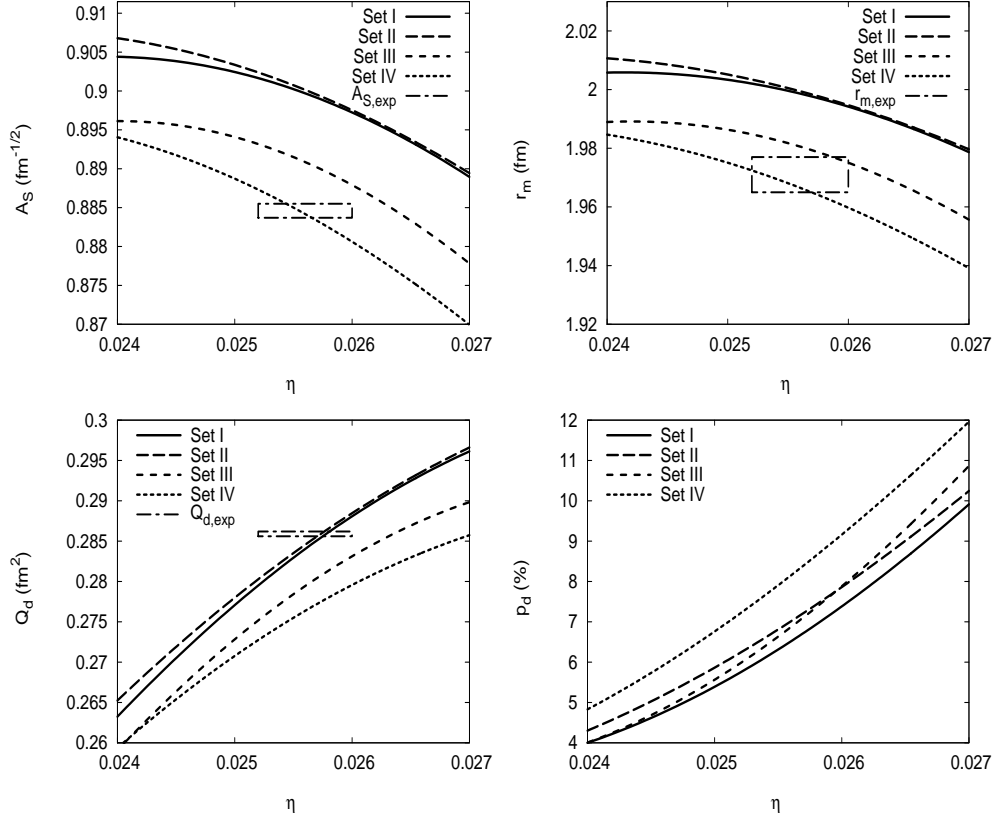 0.91
0.905
0.9
0.895
0.89
0.885
0.88
0.875
0.87
A_S (fm^-1/2)
0.024
0.025
0.026
0.027
η
Set I
Set II
Set III
Set IV
A_S,exp
2.02
2
1.98
1.96
1.94
1.92
r_m (fm)
0.024
0.025
0.026
0.027
η
Set I
Set II
Set III
Set IV
r_m,exp
0.3
0.295
0.29
0.285
0.28
0.275
0.27
0.265
0.26
Q_d (fm^2)
0.024
0.025
0.026
0.027
η
Set I
Set II
Set III
Set IV
Q_d,exp
12
11
10
9
8
7
6
5
4
p_d (%)
0.024
0.025
0.026
0.027
η
Set I
Set II
Set III
Set IV